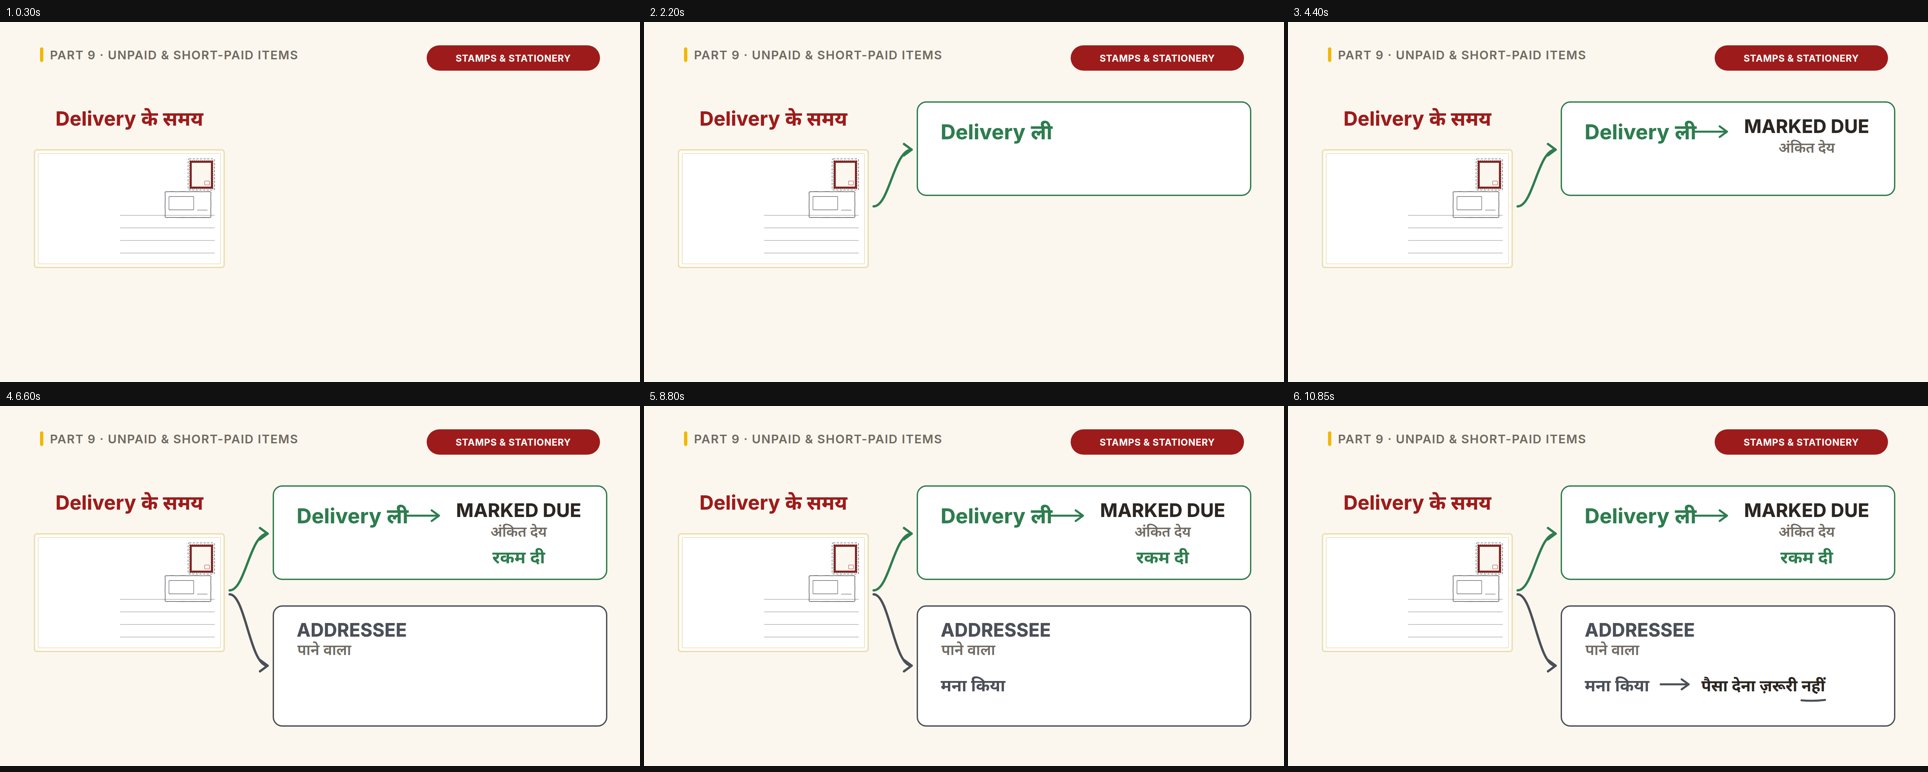 1. 0.30s
PART 9 · UNPAID & SHORT-PAID ITEMS
STAMPS & STATIONERY
Delivery के समय
2. 2.20s
PART 9 · UNPAID & SHORT-PAID ITEMS
STAMPS & STATIONERY
Delivery के समय
Delivery ली
3. 4.40s
PART 9 · UNPAID & SHORT-PAID ITEMS
STAMPS & STATIONERY
Delivery के समय
Delivery ली
MARKED DUE
अंकित देय
4. 6.60s
PART 9 · UNPAID & SHORT-PAID ITEMS
STAMPS & STATIONERY
Delivery के समय
Delivery ली
MARKED DUE
अंकित देय
रकम दी
ADDRESSEE
पाने वाला
5. 8.80s
PART 9 · UNPAID & SHORT-PAID ITEMS
STAMPS & STATIONERY
Delivery के समय
Delivery ली
MARKED DUE
अंकित देय
रकम दी
ADDRESSEE
पाने वाला
मना किया
6. 10.85s
PART 9 · UNPAID & SHORT-PAID ITEMS
STAMPS & STATIONERY
Delivery के समय
Delivery ली
MARKED DUE
अंकित देय
रकम दी
ADDRESSEE
पाने वाला
मना किया
पैसा देना ज़रूरी नहीं